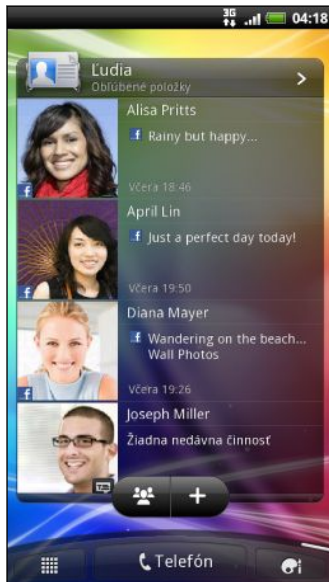 3G
04:18
Ľudia
Obľúbené položky
Alisa Pritts
f Rainy but happy...
f
Včera 18:46
April Lin
f Just a perfect day today!
f
Včera 19:50
Diana Mayer
f Wandering on the beach...
Wall Photos
f
Včera 19:26
Joseph Miller
Žiadna nedávna činnosť
Telefón